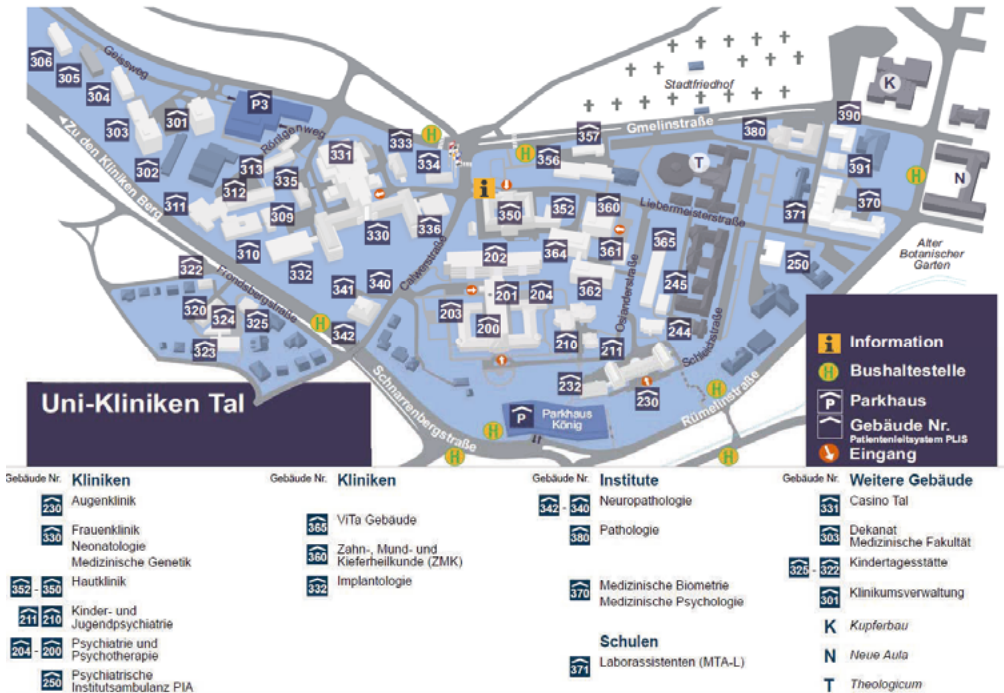 306
305
304
303
Geissweg
301
P3
302
Röntgenweg
313
312
335
311
309
310
331
333
334
330
336
332
341
340
342
◄Zu den Kliniken Berg
Frondsbergstraße
322
320
324
325
323
Calwerstraße
H
H
i
357
356
Gmelinstraße
Stadtfriedhof
380
390
K
T
391
N
H
370
371
350
352
360
Liebermeisterstraße
202
364
361
365
250
Alter
Botanischer
Garten
203
201
204
362
245
Osianderstraße
200
210
211
244
Schleichstraße
232
230
H
Rümelinstraße
H
Schnarrenbergstraße
P
Parkhaus
König
H
H
H
Uni-Kliniken Tal
i Information
H Bushaltestelle
P Parkhaus
Gebäude Nr.
Patientenleitsystem PLIS
Eingang
Gebäude Nr. Kliniken
230 Augenklinik
330 Frauenklinik
Neonatologie
Medizinische Genetik
352 - 350 Hautklinik
211 210 Kinder- und
Jugendpsychiatrie
204 - 200 Psychiatrie und
Psychotherapie
250 Psychiatrische
Institutsambulanz PIA
Gebäude Nr. Kliniken
365 ViTa Gebäude
360 Zahn-, Mund- und
Kieferheilkunde (ZMK)
332 Implantologie
Gebäude Nr. Institute
342 - 340 Neuropathologie
380 Pathologie
370 Medizinische Biometrie
Medizinische Psychologie
Schulen
371 Laborassistenten (MTA-L)
Gebäude Nr. Weitere Gebäude
331 Casino Tal
303 Dekanat
Medizinische Fakultät
325 - 322 Kindertagesstätte
301 Klinikumsverwaltung
K Kupferbau
N Neue Aula
T Theologicum